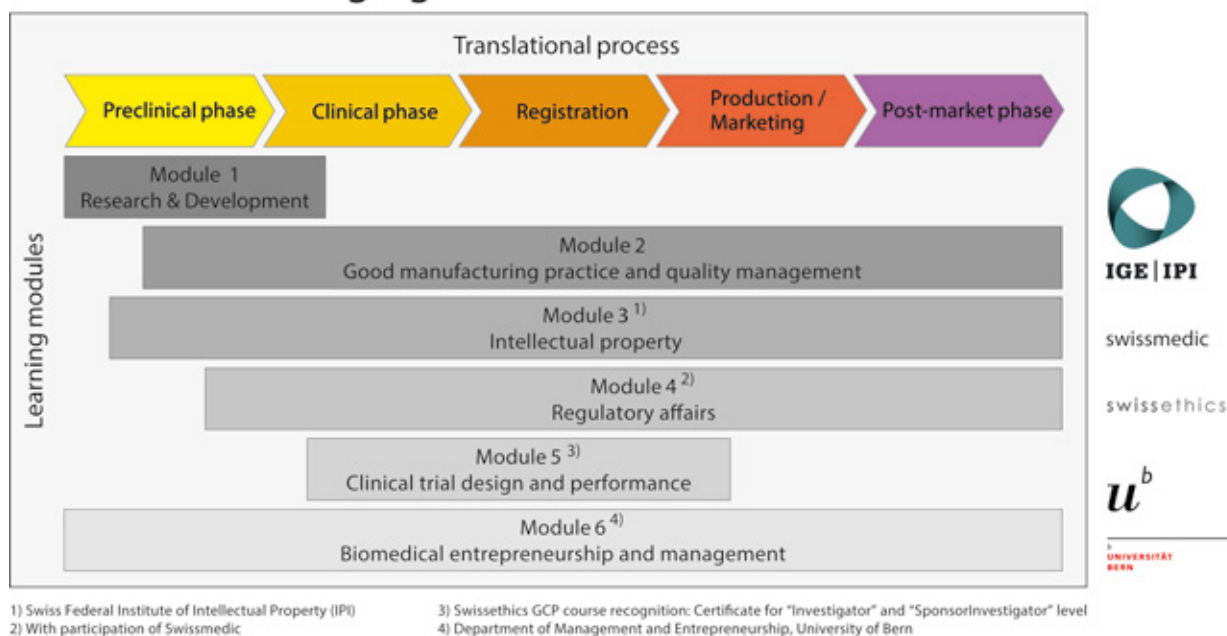 Translational process
Preclinical phase
Clinical phase
Registration
Production /
Marketing
Post-market phase
Learning modules
Module 1
Research & Development
Module 2
Good manufacturing practice and quality management
Module 3 1)
Intellectual property
Module 4 2)
Regulatory affairs
Module 5 3)
Clinical trial design and performance
Module 6 4)
Biomedical entrepreneurship and management
IGE | IPI
swissmedic
swissethics
u b
b
UNIVERSITÄT
BERN
1) Swiss Federal Institute of Intellectual Property (IPI)
2) With participation of Swissmedic
3) Swissethics GCP course recognition: Certificate for "Investigator" and "SponsorInvestigator" level
4) Department of Management and Entrepreneurship, University of Bern